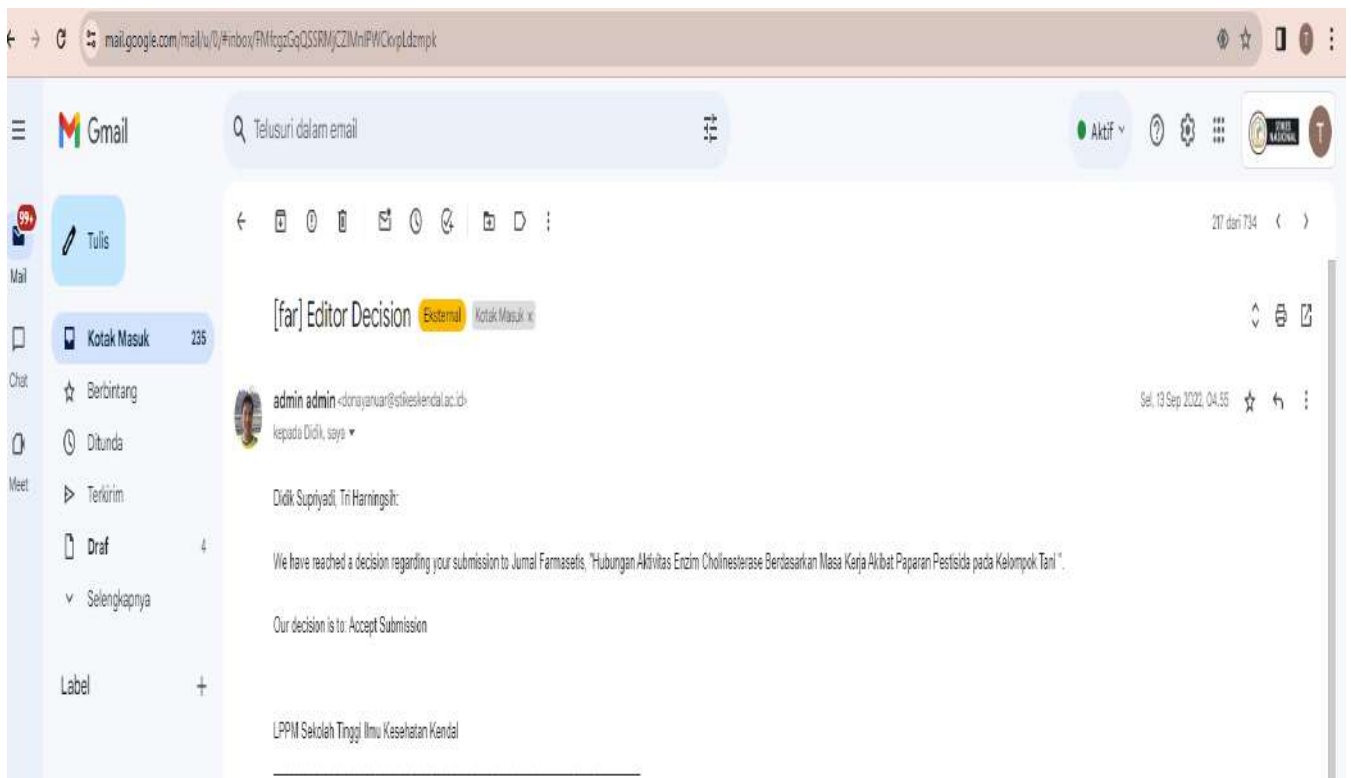 mail.google.com/mail/u/0/#inbox/
Gmail
Telusuri dalam email
Aktif
STIKES
NASIONAL
T
99+
Mail
Chat
Meet
Tulis
Kotak Masuk 235
Berbintang
Ditunda
Terkirim
Draf 4
Selengkapnya
Label +
217 dari 734
[far] Editor Decision Eksternal Kotak Masuk x
admin admin <donayanuar@stikeskendal.ac.id>
Sel, 13 Sep 2022, 04.55
kepada Didik, saya
Didik Supriyadi, Tri Harningsih:
We have reached a decision regarding your submission to Jurnal Farmasetis, "Hubungan Aktivitas Enzim Cholinesterase Berdasarkan Masa Kerja Akibat Paparan Pestisida pada Kelompok Tani ".
Our decision is to: Accept Submission
LPPM Sekolah Tinggi Ilmu Kesehatan Kendal